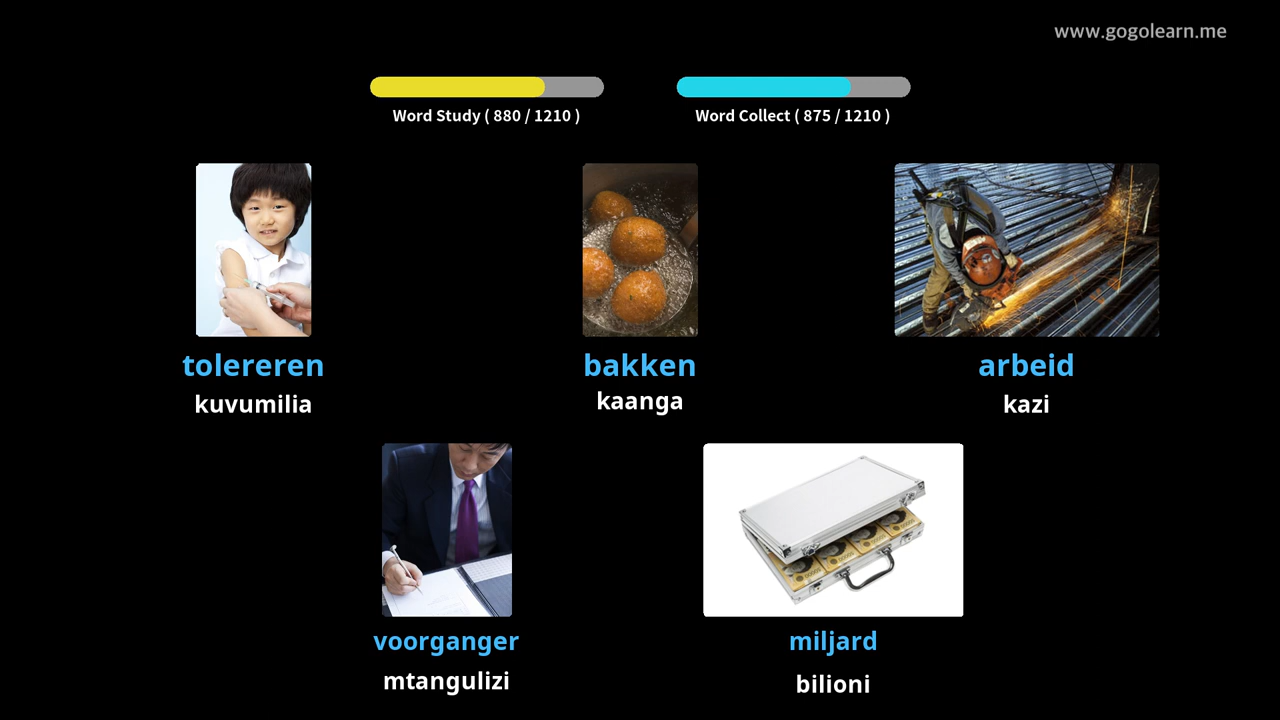 www.gogolearn.me
Word Study ( 880 / 1210 )
Word Collect ( 875 / 1210 )
tolereren
kuvumilia
bakken
kaanga
arbeid
kazi
voorganger
mtangulizi
miljard
bilioni